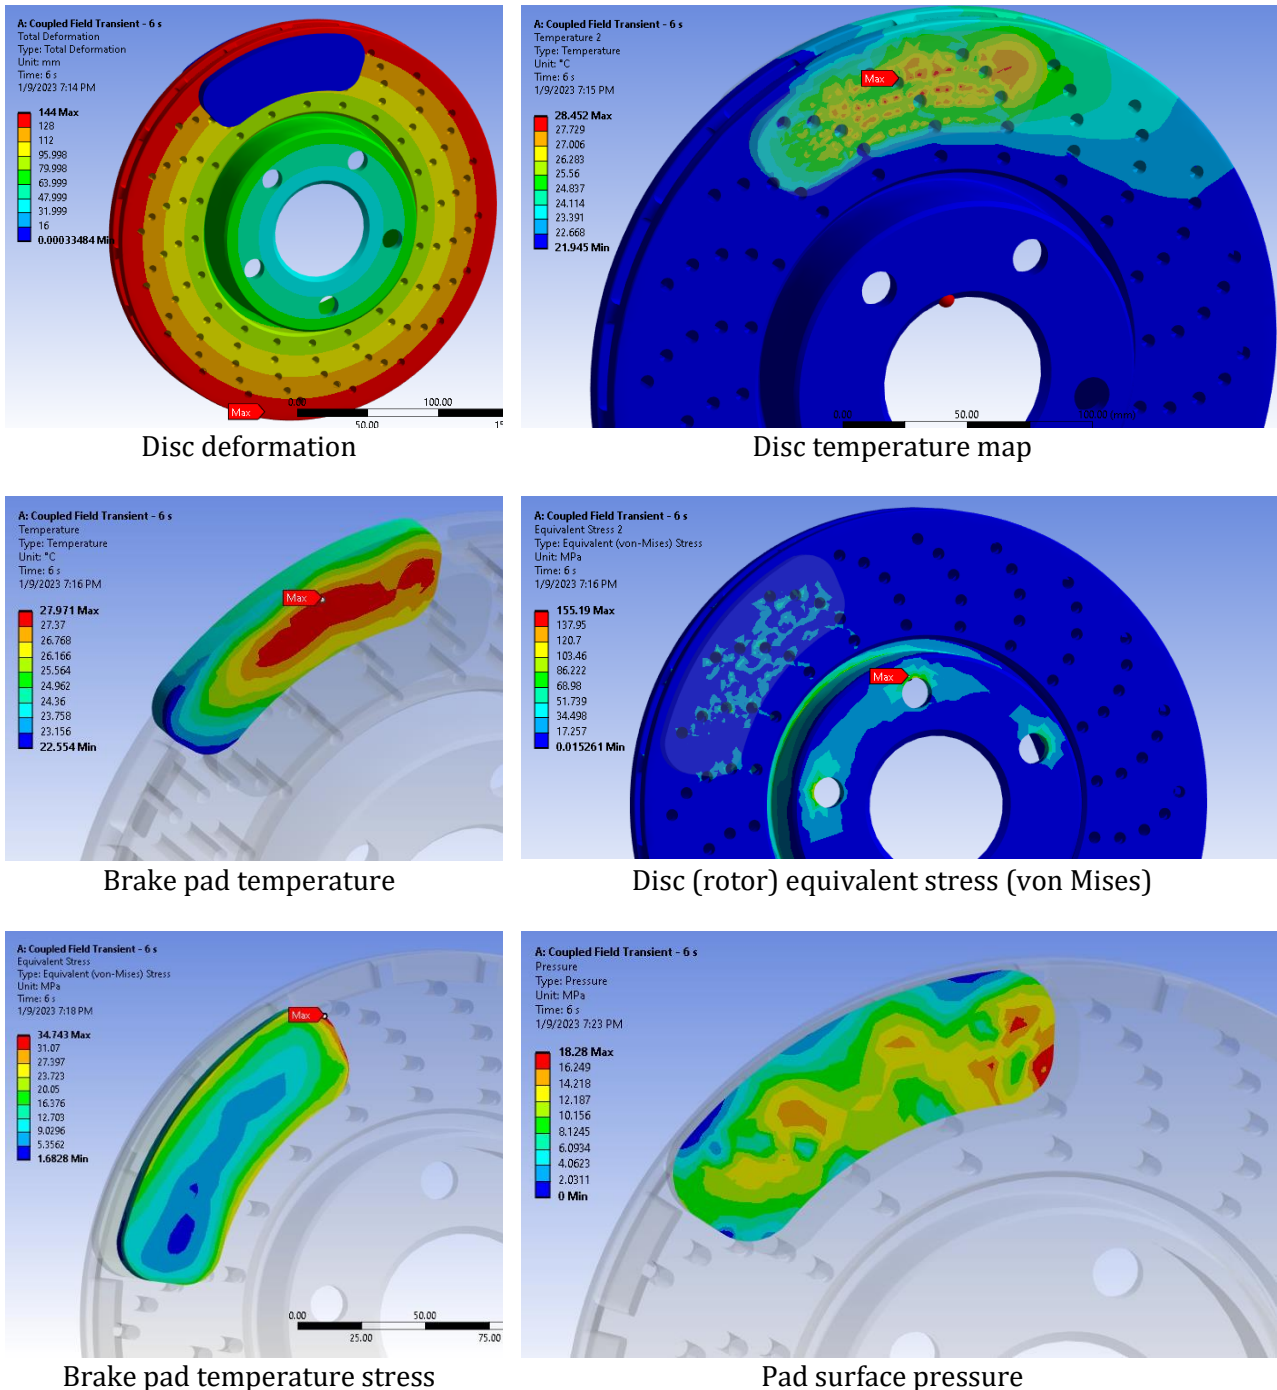 A: Coupled Field Transient - 6 s
Total Deformation
Type: Total Deformation
Unit: mm
Time: 6 s
1/9/2023 7:14 PM
144 Max
128
112
95.998
79.998
63.999
47.999
31.999
16
0.00033484 Min
Max
0.00
100.00
50.00
15
Disc deformation
A: Coupled Field Transient - 6 s
Temperature 2
Type: Temperature
Unit: °C
Time: 6 s
1/9/2023 7:15 PM
28.452 Max
27.729
27.006
26.283
25.56
24.837
24.114
23.391
22.668
21.945 Min
Max
0.00
50.00
100.00 (mm)
Disc temperature map
A: Coupled Field Transient - 6 s
Temperature
Type: Temperature
Unit: °C
Time: 6 s
1/9/2023 7:16 PM
27.971 Max
27.37
26.768
26.166
25.564
24.962
24.36
23.758
23.156
22.554 Min
Max
Brake pad temperature
A: Coupled Field Transient - 6 s
Equivalent Stress 2
Type: Equivalent (von-Mises) Stress
Unit: MPa
Time: 6 s
1/9/2023 7:16 PM
155.19 Max
137.95
120.7
103.46
86.222
68.98
51.739
34.498
17.257
0.015261 Min
Max
Disc (rotor) equivalent stress (von Mises)
A: Coupled Field Transient - 6 s
Equivalent Stress
Type: Equivalent (von-Mises) Stress
Unit: MPa
Time: 6 s
1/9/2023 7:18 PM
34.743 Max
31.07
27.397
23.723
20.05
16.376
12.703
9.0296
5.3562
1.6828 Min
Max
0.00
50.00
25.00
75.00
Brake pad temperature stress
A: Coupled Field Transient - 6 s
Pressure
Type: Pressure
Unit: MPa
Time: 6 s
1/9/2023 7:23 PM
18.28 Max
16.249
14.218
12.187
10.156
8.1245
6.0934
4.0623
2.0311
0 Min
Pad surface pressure